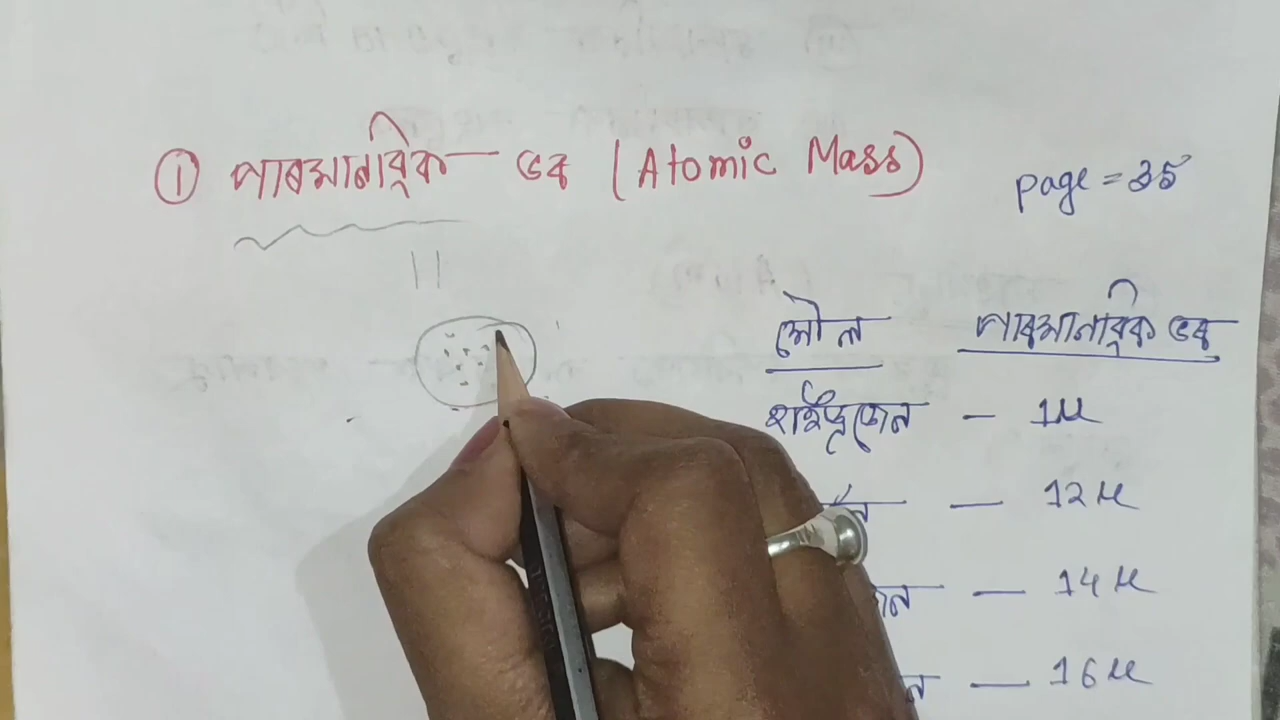 ① পাৰমানৱিক ভৰ (Atomic Mass)
page = 35
মৌল পাৰমানৱিক ভৰ
হাইড্ৰজেন — 1u
— 12u
— 14u
— 16u